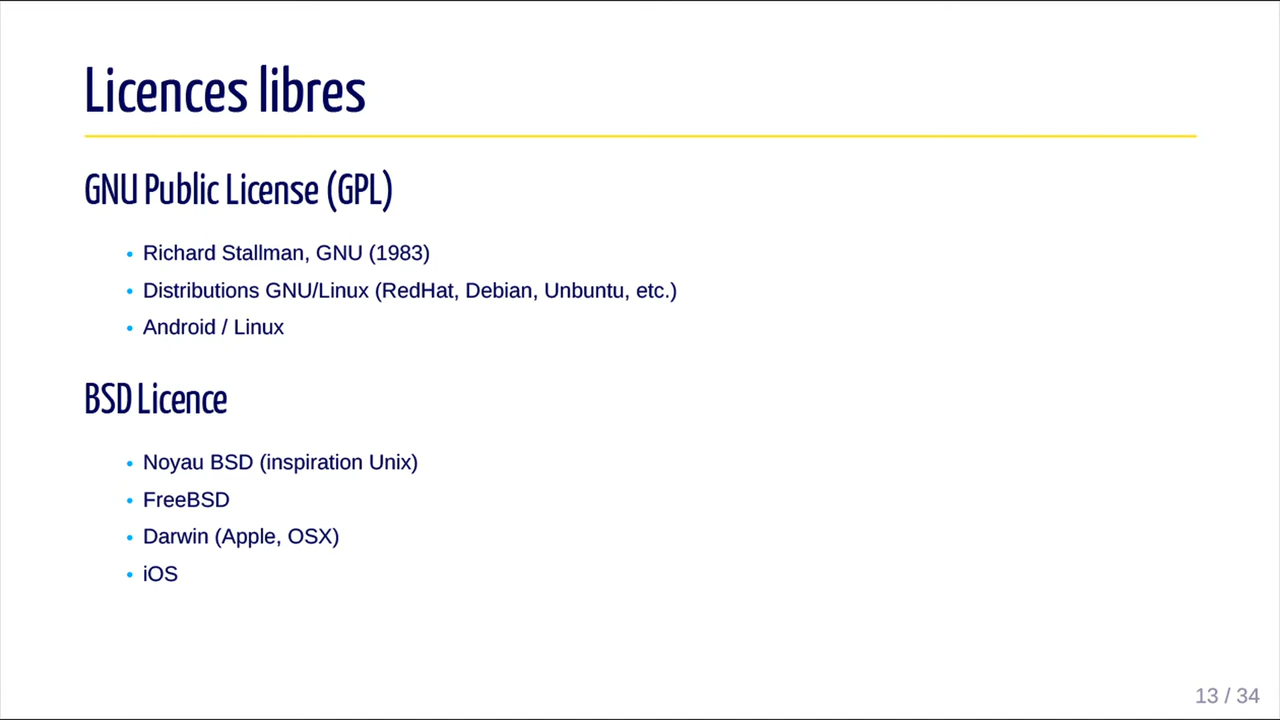 Licences libres
GNU Public License (GPL)
• Richard Stallman, GNU (1983)
• Distributions GNU/Linux (RedHat, Debian, Unbuntu, etc.)
• Android / Linux
BSD Licence
• Noyau BSD (inspiration Unix)
• FreeBSD
• Darwin (Apple, OSX)
• iOS
13 / 34